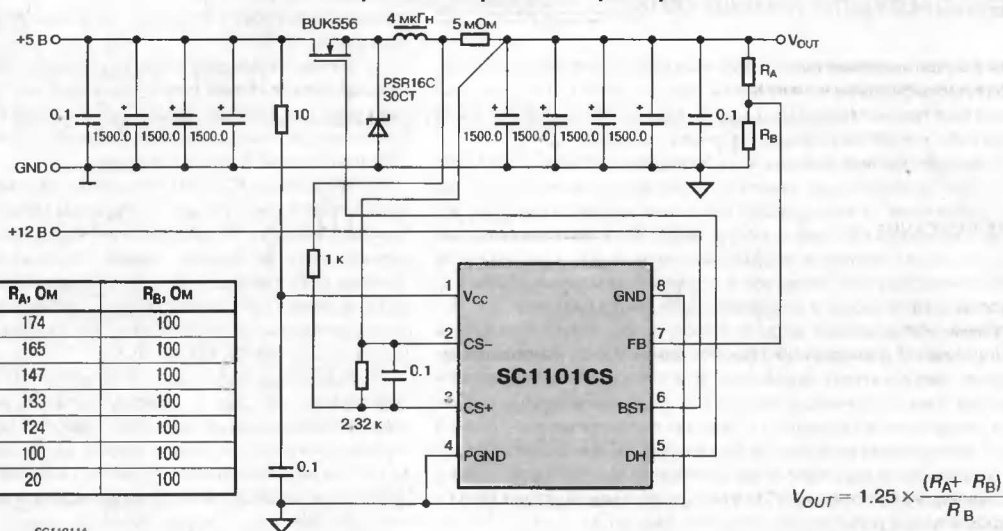 BUK556
4 мкГн
5 мОм
+5 В
V_OUT
PSR16C
30CT
R_A
0.1
1500.0
1500.0
1500.0
10
1500.0
1500.0
1500.0
1500.0
0.1
R_B
GND
+12 В
1 к
R_A, Ом R_B, Ом
174 100
165 100
147 100
133 100
124 100
100 100
20 100
1 V_CC GND 8
2 CS– FB 7
SC1101CS
3 CS+ BST 6
4 PGND DH 5
0.1
2.32 к
0.1
V_OUT = 1.25 × (R_A + R_B)
R_B